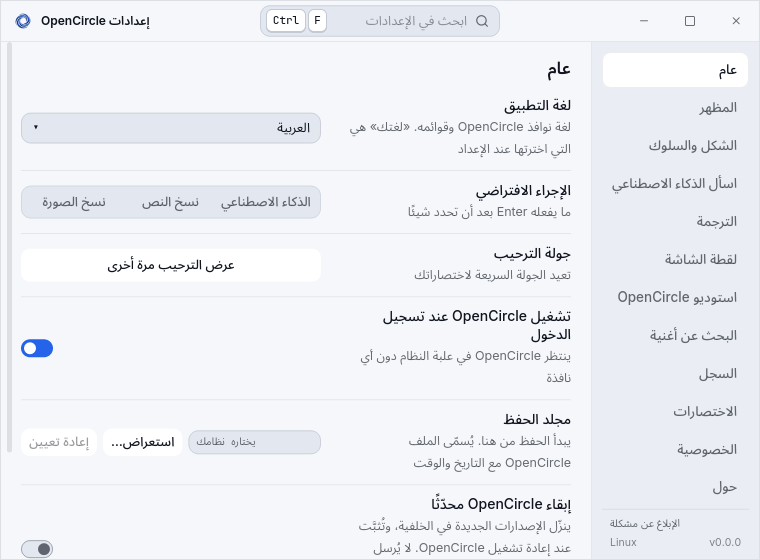 إعدادات OpenCircle
ابحث في الإعدادات
Ctrl F
عام
المظهر
الشكل والسلوك
اسأل الذكاء الاصطناعي
الترجمة
لقطة الشاشة
استوديو OpenCircle
البحث عن أغنية
السجل
الاختصارات
الخصوصية
حول
الإبلاغ عن مشكلة
Linux
v0.0.0
عام
لغة التطبيق
لغة نوافذ OpenCircle وقوائمه. «لغتك» هي
التي اخترتها عند الإعداد
العربية
الإجراء الافتراضي
ما يفعله Enter بعد أن تحدد شيئًا
الذكاء الاصطناعي
نسخ النص
نسخ الصورة
جولة الترحيب
تعيد الجولة السريعة لاختصاراتك
عرض الترحيب مرة أخرى
تشغيل OpenCircle عند تسجيل
الدخول
ينتظر OpenCircle في علبة النظام دون أي
نافذة
مجلد الحفظ
يبدأ الحفظ من هنا. يُسمّى الملف
OpenCircle مع التاريخ والوقت
يختاره نظامك
استعراض...
إعادة تعيين
إبقاء OpenCircle محدّثًا
ينزّل الإصدارات الجديدة في الخلفية، وتُثبَّت
عند إعادة تشغيل OpenCircle. لا يُرسل